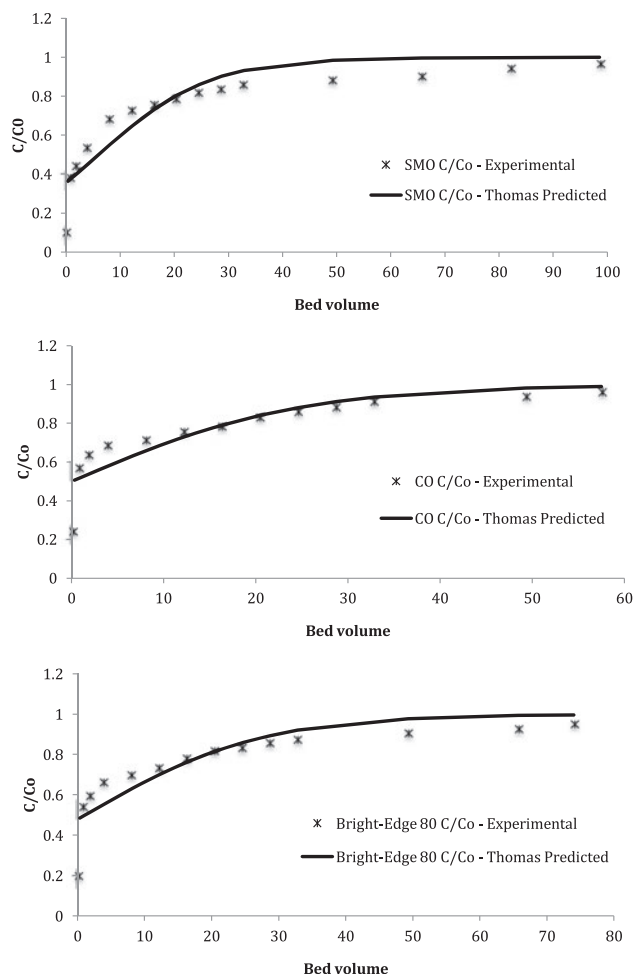 1.2
1
0.8
0.6
0.4
0.2
0
C/C0
SMO C/Co - Experimental
SMO C/Co - Thomas Predicted
0 10 20 30 40 50 60 70 80 90 100
Bed volume
1.2
1
0.8
0.6
0.4
0.2
0
C/Co
CO C/Co - Experimental
CO C/Co - Thomas Predicted
0 10 20 30 40 50 60
Bed volume
1.2
1
0.8
0.6
0.4
0.2
0
C/Co
Bright-Edge 80 C/Co - Experimental
Bright-Edge 80 C/Co - Thomas Predicted
0 10 20 30 40 50 60 70 80
Bed volume